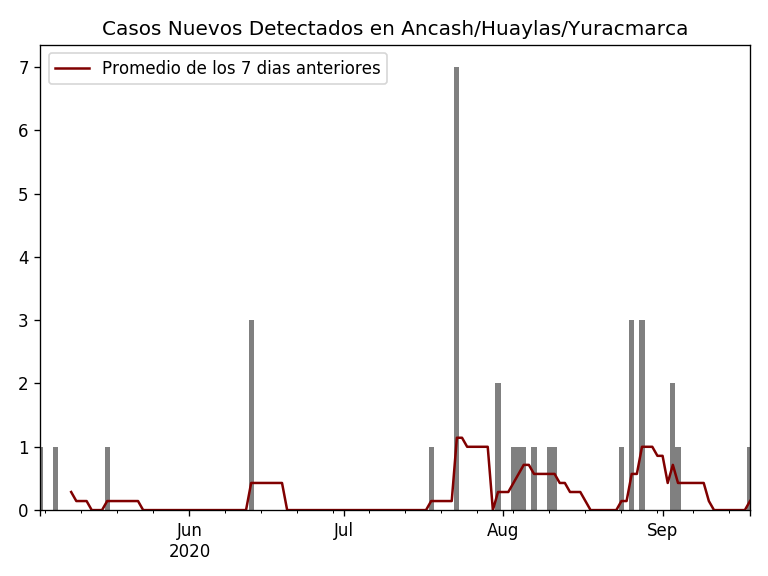 Casos Nuevos Detectados en Ancash/Huaylas/Yuracmarca
Promedio de los 7 dias anteriores
7
6
5
4
3
2
1
0
Jun
2020
Jul
Aug
Sep